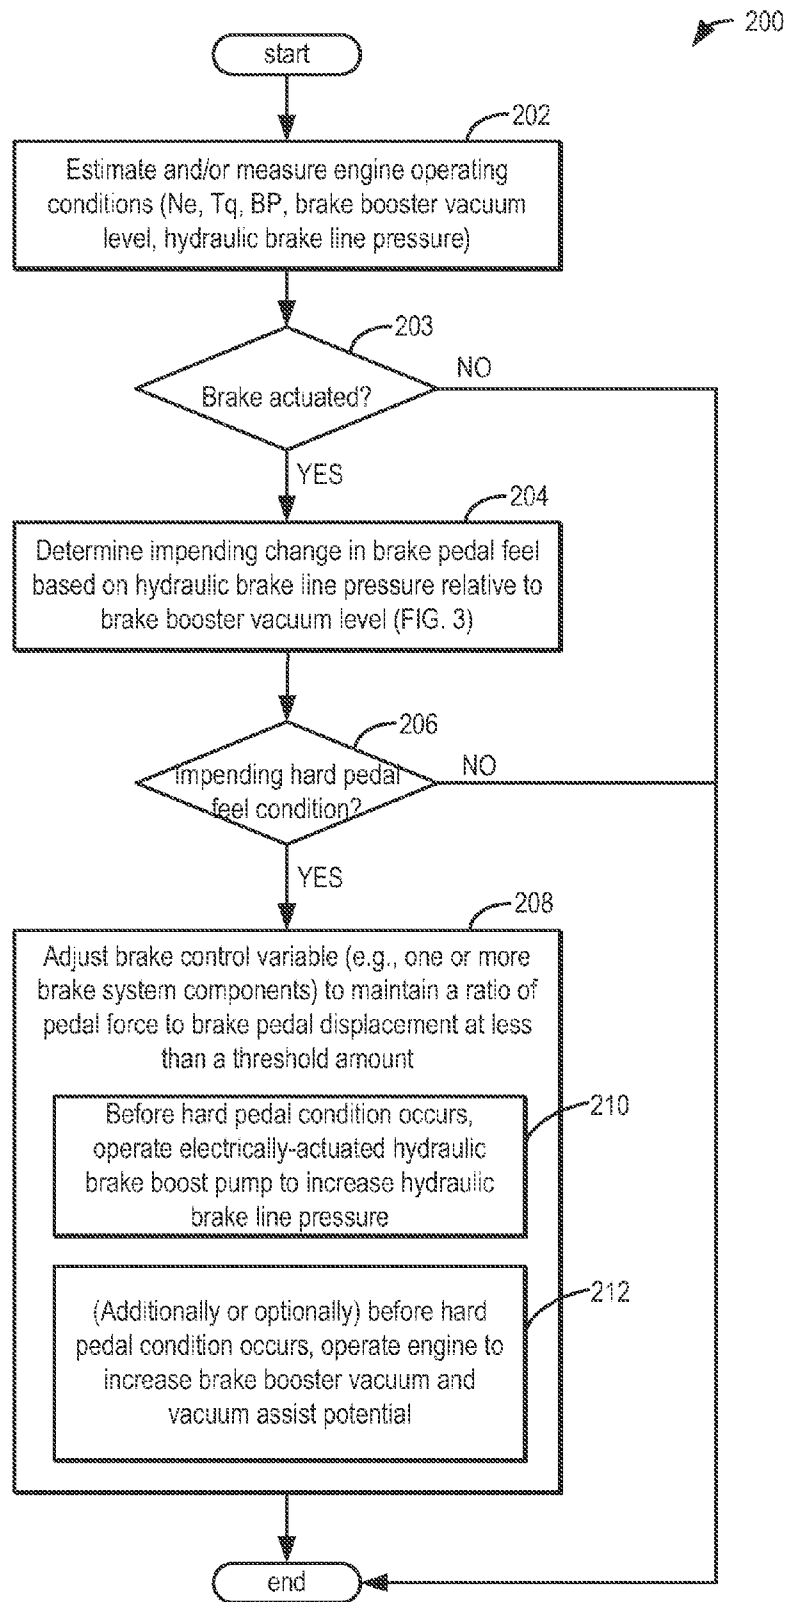 200
start
202
Estimate and/or measure engine operating
conditions (Ne, Tq, BP, brake booster vacuum
level, hydraulic brake line pressure)
203
Brake actuated?
NO
YES
204
Determine impending change in brake pedal feel
based on hydraulic brake line pressure relative to
brake booster vacuum level (FIG. 3)
206
Impending hard pedal
feel condition?
NO
YES
208
Adjust brake control variable (e.g., one or more
brake system components) to maintain a ratio of
pedal force to brake pedal displacement at less
than a threshold amount
210
Before hard pedal condition occurs,
operate electrically-actuated hydraulic
brake boost pump to increase hydraulic
brake line pressure
212
(Additionally or optionally) before hard
pedal condition occurs, operate engine to
increase brake booster vacuum and
vacuum assist potential
end